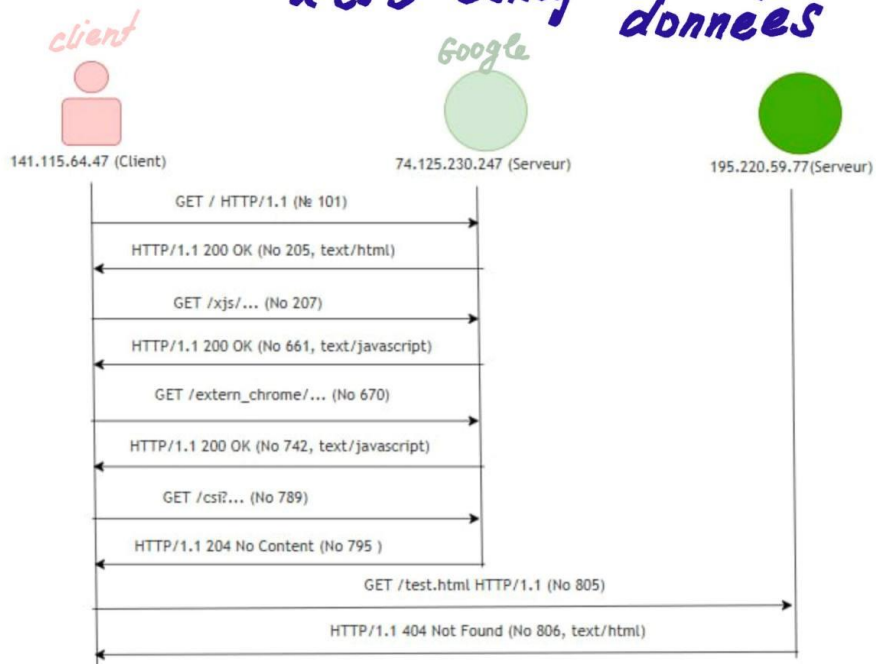 données
client
Google
141.115.64.47 (Client)
74.125.230.247 (Serveur)
195.220.59.77(Serveur)
GET / HTTP/1.1 (№ 101)
HTTP/1.1 200 OK (No 205, text/html)
GET /xjs/... (No 207)
HTTP/1.1 200 OK (No 661, text/javascript)
GET /extern_chrome/... (No 670)
HTTP/1.1 200 OK (No 742, text/javascript)
GET /csi?... (No 789)
HTTP/1.1 204 No Content (No 795 )
GET /test.html HTTP/1.1 (No 805)
HTTP/1.1 404 Not Found (No 806, text/html)